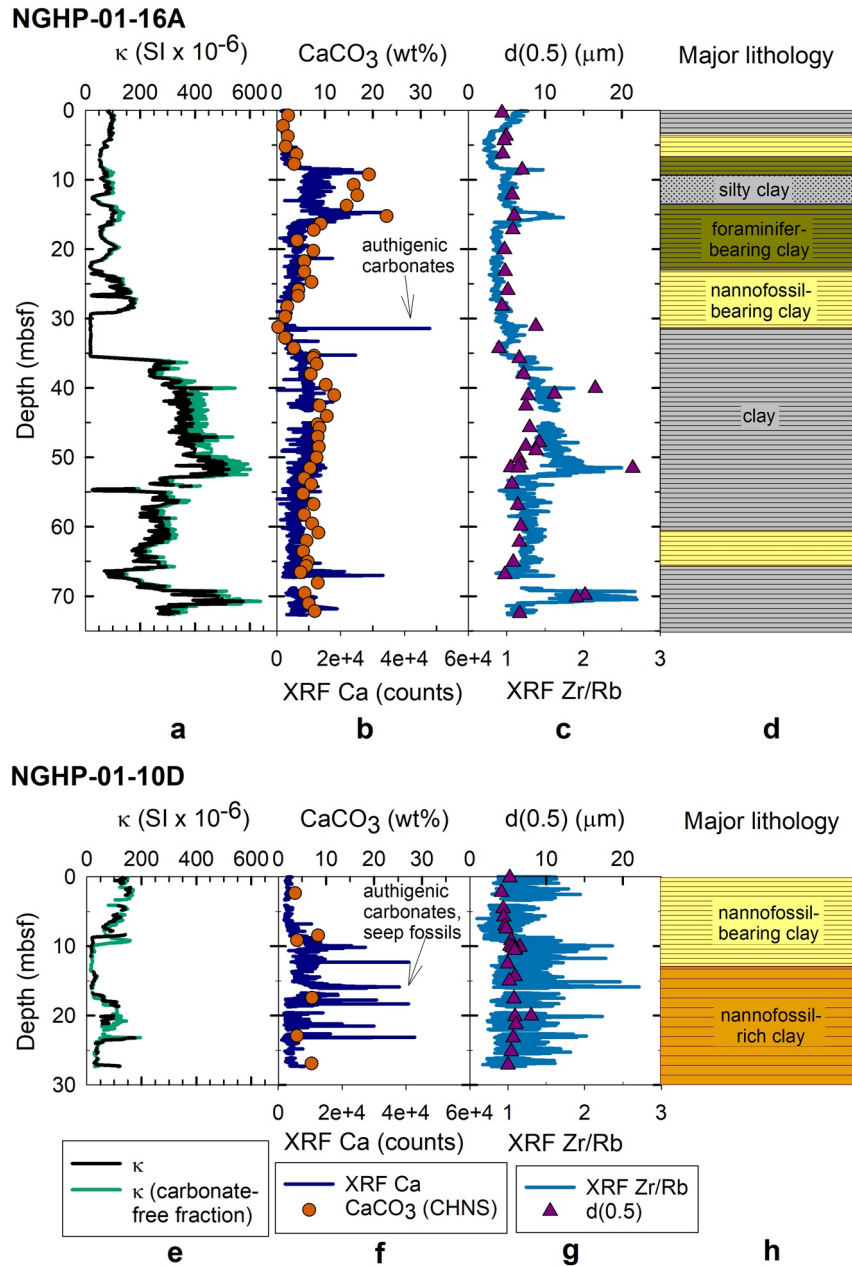 NGHP-01-16A
κ (SI x 10-6) CaCO3 (wt%) d(0.5) (μm) Major lithology
0 200 400 600 0 10 20 30 40 0 10 20
0
10
20
30
40
50
60
70
Depth (mbsf)
authigenic
carbonates
silty clay
foraminifer-
bearing clay
nannofossil-
bearing clay
clay
0 2e+4 4e+4 6e+4 1 2 3
XRF Ca (counts) XRF Zr/Rb
a b c d
NGHP-01-10D
κ (SI x 10-6) CaCO3 (wt%) d(0.5) (μm) Major lithology
0 200 400 600 0 10 20 30 40 0 10 20
0
10
20
30
Depth (mbsf)
authigenic
carbonates,
seep fossils
nannofossil-
bearing clay
nannofossil-
rich clay
0 2e+4 4e+4 6e+4 1 2 3
XRF Ca (counts) XRF Zr/Rb
κ
κ (carbonate-
free fraction)
XRF Ca
CaCO3 (CHNS)
XRF Zr/Rb
d(0.5)
e f g h